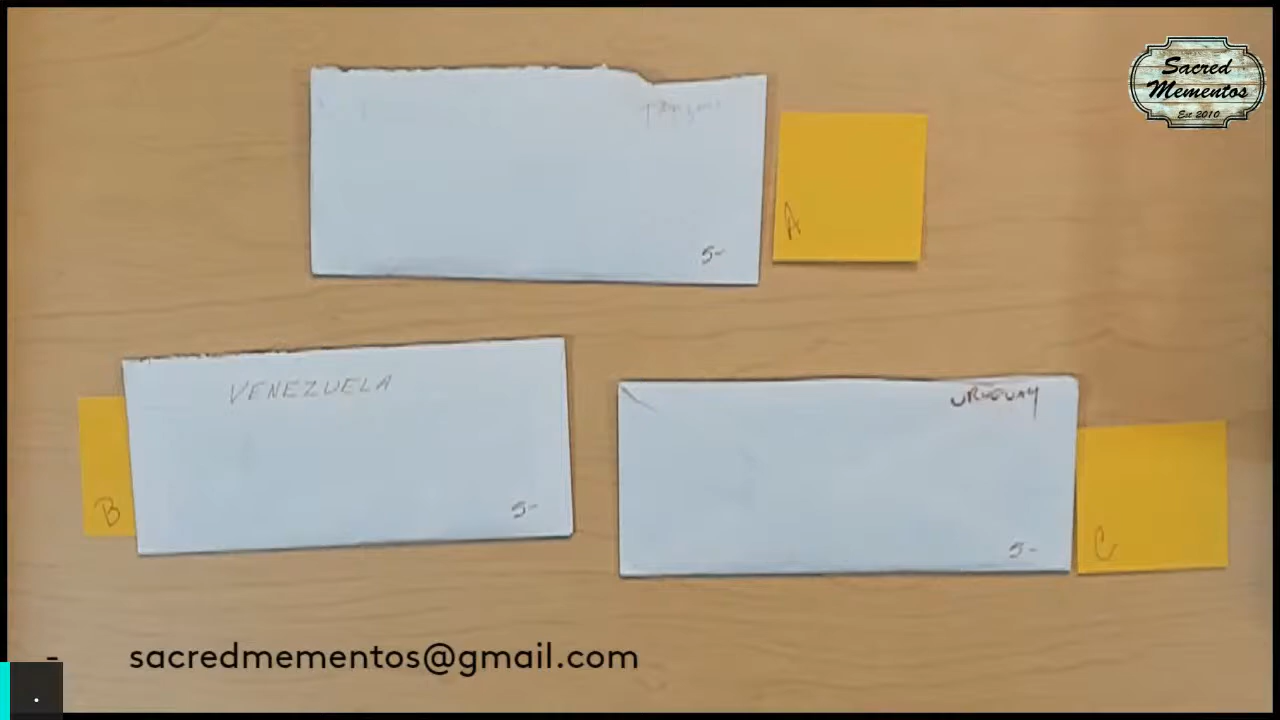 Sacred
Mementos
Est 2010
A
5-
VENEZUELA
B
5-
URUGUAY
C
5-
- sacredmementos@gmail.com
.